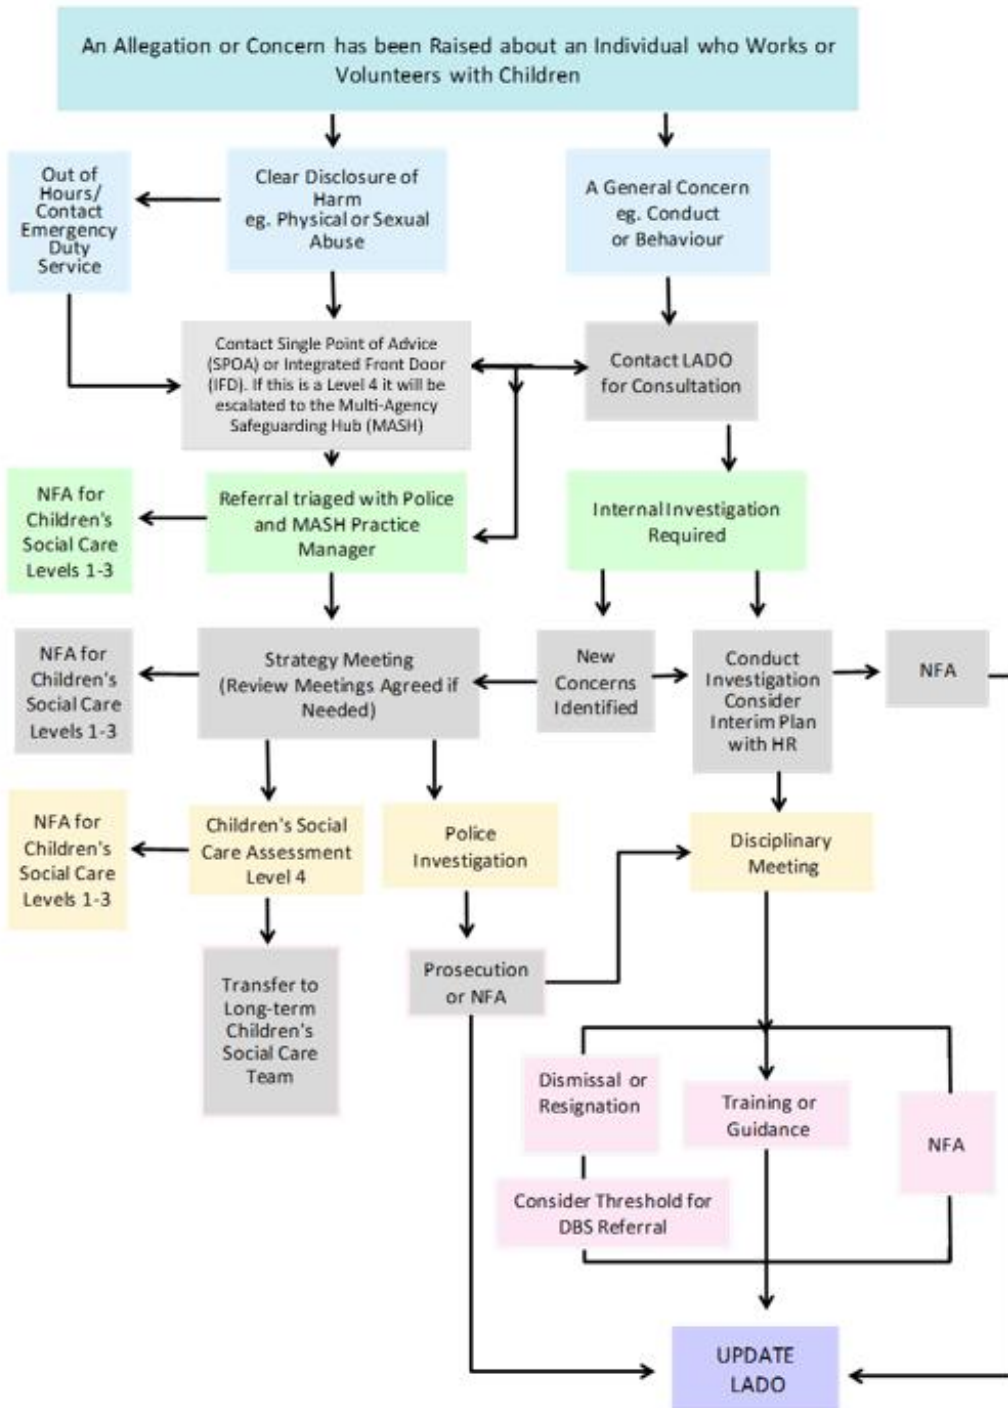 An Allegation or Concern has been Raised about an Individual who Works or
Volunteers with Children
Out of
Hours/
Contact
Emergency
Duty
Service
Clear Disclosure of
Harm
eg. Physical or Sexual
Abuse
A General Concern
eg. Conduct
or Behaviour
Contact Single Point of Advice
(SPOA) or Integrated Front Door
(IFD). If this is a Level 4 it will be
escalated to the Multi-Agency
Safeguarding Hub (MASH)
Contact LADO
for Consultation
NFA for
Children's
Social Care
Levels 1-3
Referral triaged with Police
and MASH Practice
Manager
Internal Investigation
Required
NFA for
Children's
Social Care
Levels 1-3
Strategy Meeting
(Review Meetings Agreed if
Needed)
New
Concerns
Identified
Conduct
Investigation
Consider
Interim Plan
with HR
NFA
NFA for
Children's
Social Care
Levels 1-3
Children's Social
Care Assessment
Level 4
Police
Investigation
Disciplinary
Meeting
Transfer to
Long-term
Children's
Social Care
Team
Prosecution
or NFA
Dismissal or
Resignation
Training or
Guidance
NFA
Consider Threshold for
DBS Referral
UPDATE
LADO